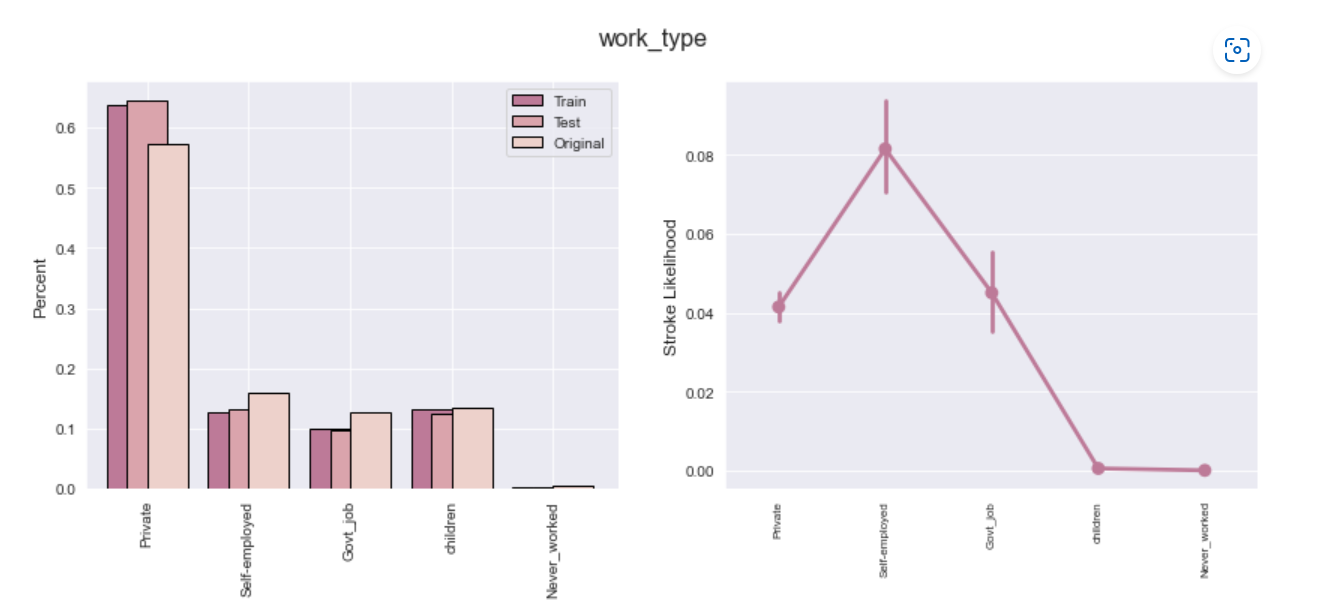 work_type
Percent
0.6
0.5
0.4
0.3
0.2
0.1
0.0
Train
Test
Original
Private
Self-employed
Govt_job
children
Never_worked
Stroke Likelihood
0.08
0.06
0.04
0.02
0.00
Private
Self-employed
Govt_job
children
Never_worked